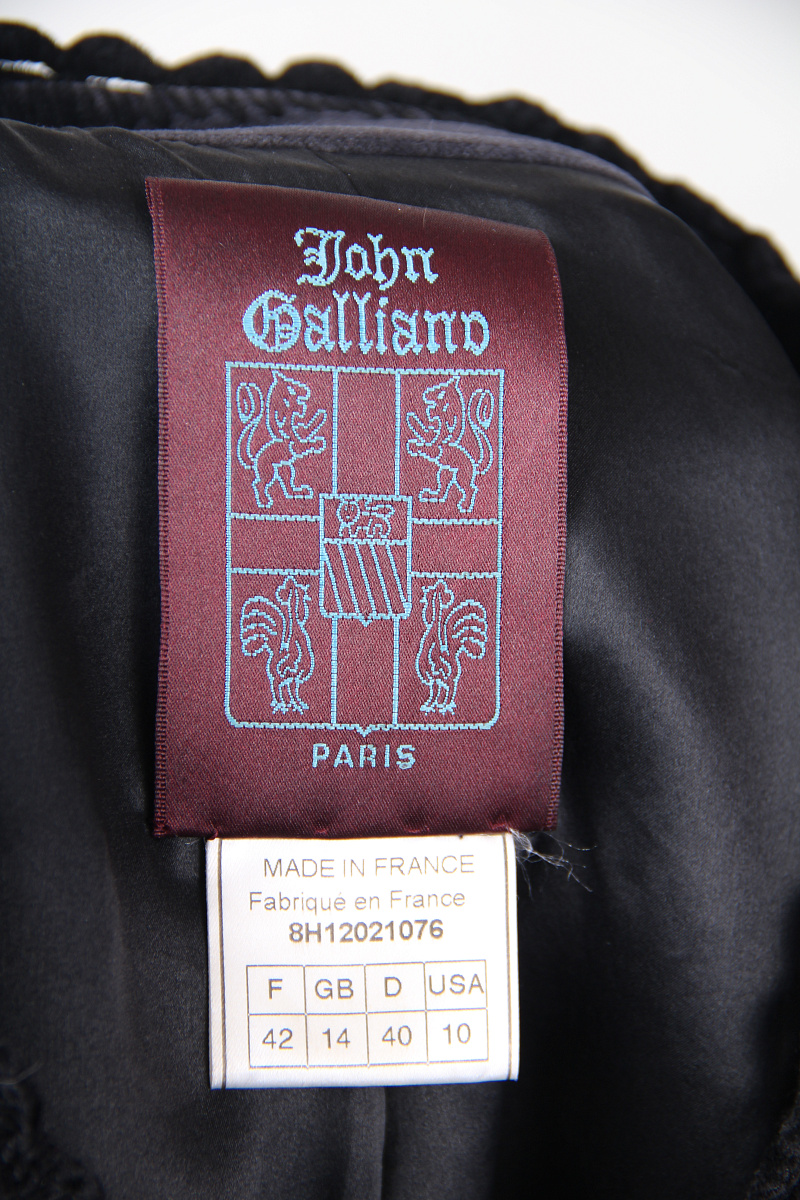 John
Galliano
PARIS
MADE IN FRANCE
Fabriqué en France
8H12021076
F GB D USA
42 14 40 10